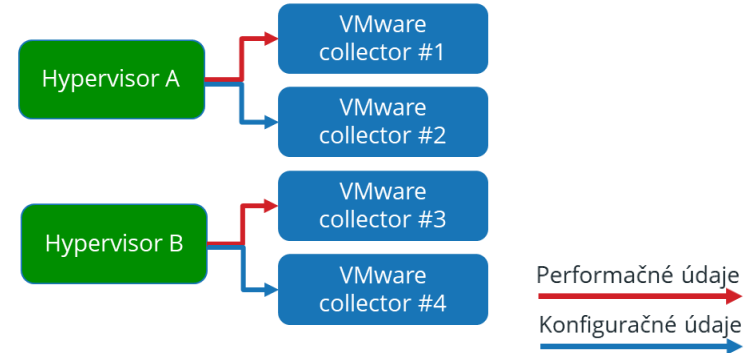 VMware
collector #1
Hypervisor A
VMware
collector #2
VMware
collector #3
Hypervisor B
VMware
collector #4
Performačné údaje
Konfiguračné údaje